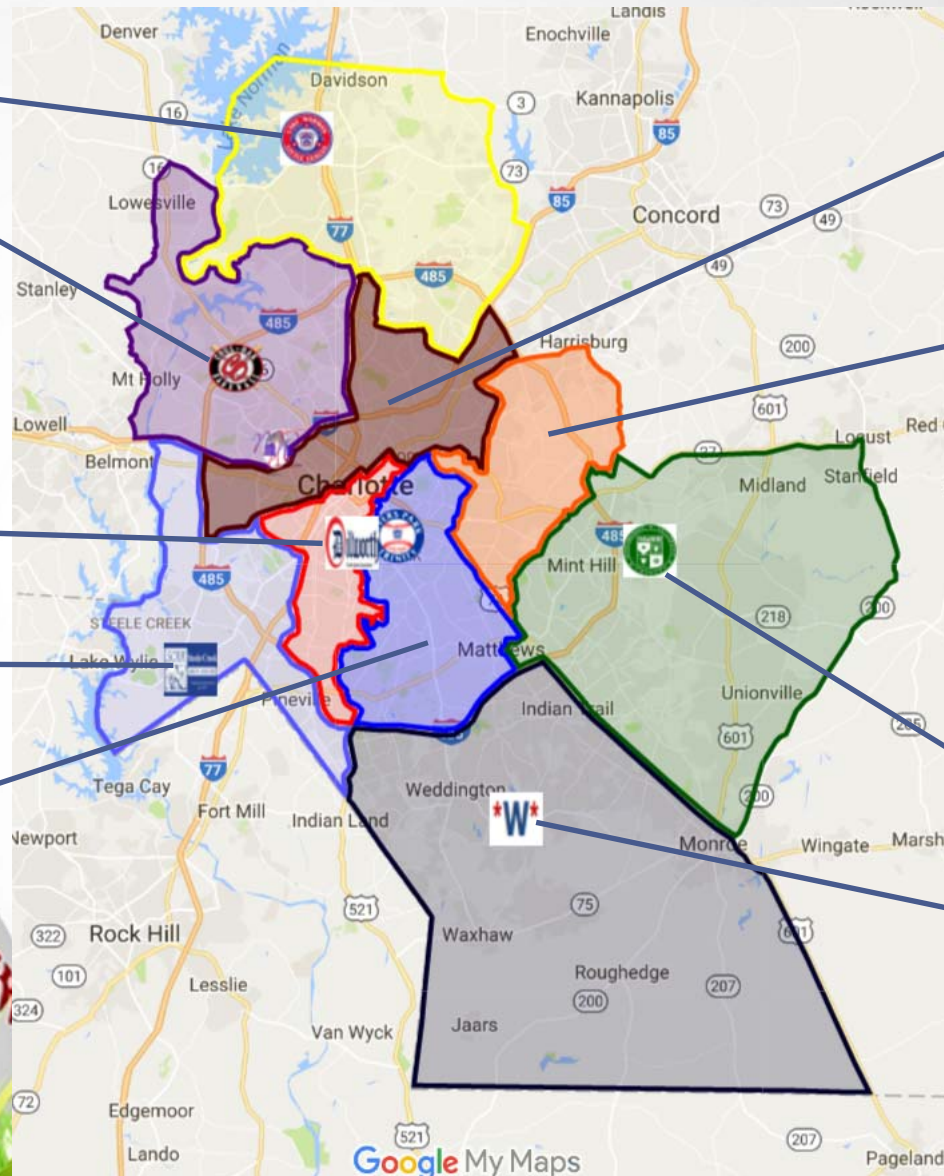 Landis
Denver
Enochville
Davidson
3
Kannapolis
16
85
73
16
Lowesville
85
Concord
73
49
77
49
485
Stanley
485
Harrisburg
200
Mt Holly
601
Lowell
Locust
Red
Belmont
27
Midland
Stanfield
Charlotte
Dilworth
485
Mint Hill
485
STEELE CREEK
218
200
Lake Wylie
Matthews
Unionville
Pineville
Indian Trail
601
205
77
Tega Cay
Weddington
200
Fort Mill
Indian Land
*W*
Newport
Monroe
Wingate
Marsh
521
75
601
322
Rock Hill
Waxhaw
101
Roughedge
Lesslie
200
207
324
Van Wyck
Jaars
72
Edgemoor
521
207
Lando
Google My Maps
Pageland